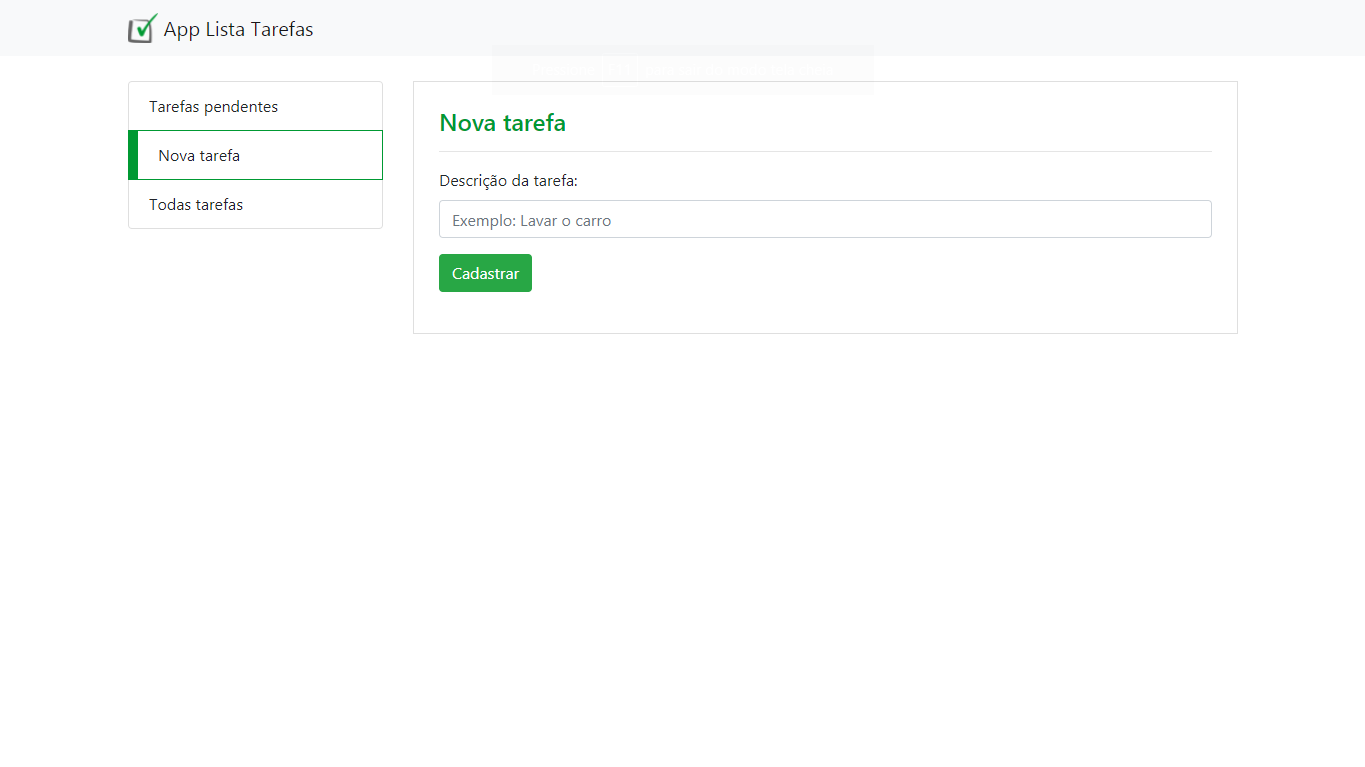 App Lista Tarefas
Tarefas pendentes
Nova tarefa
Todas tarefas
Nova tarefa
Descrição da tarefa:
Exemplo: Lavar o carro
Cadastrar